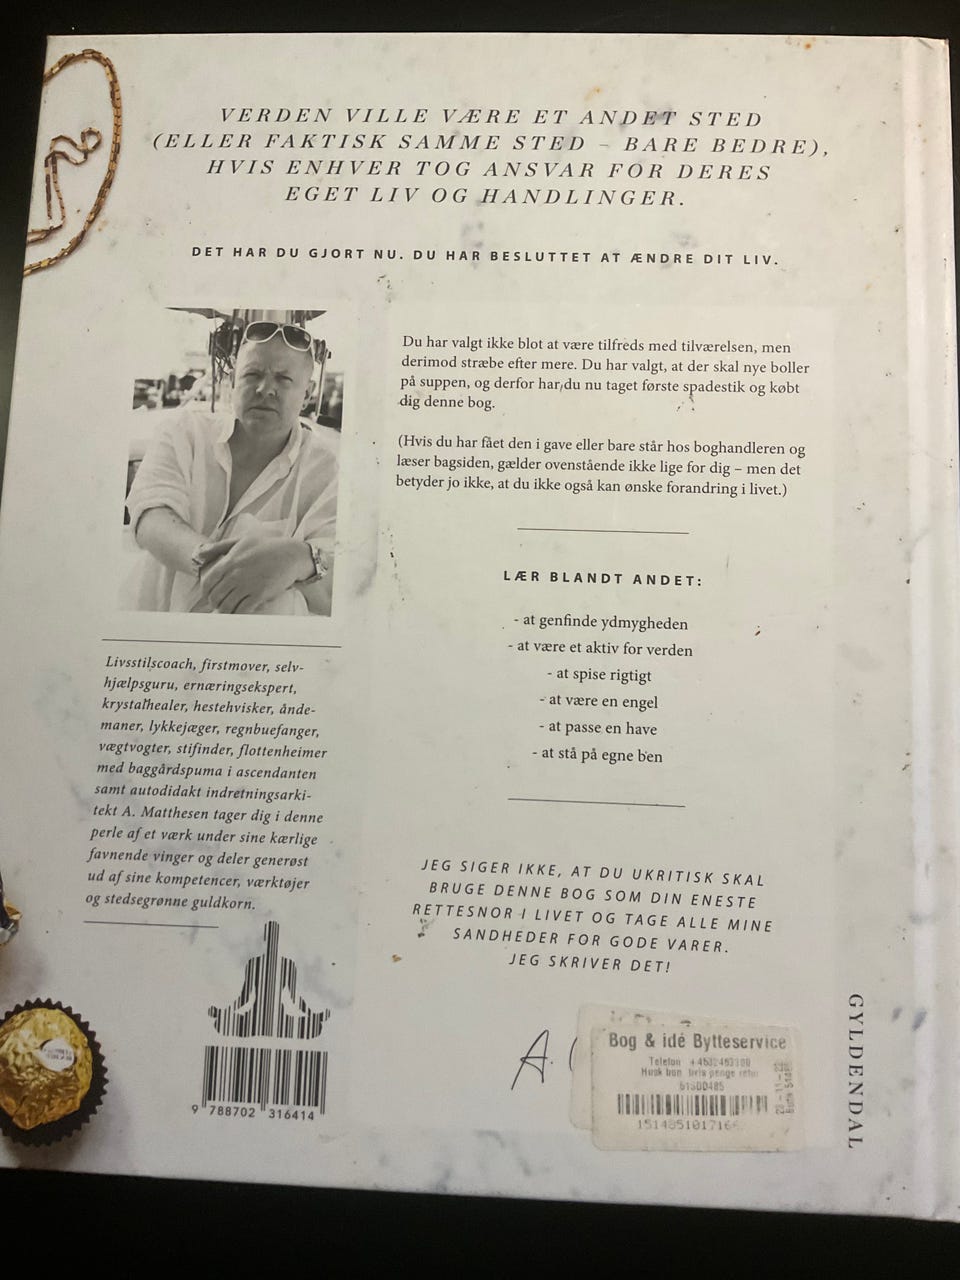 VERDEN VILLE VÆRE ET ANDET STED
(ELLER FAKTISK SAMME STED – BARE BEDRE),
HVIS ENHVER TOG ANSVAR FOR DERES
EGET LIV OG HANDLINGER.
DET HAR DU GJORT NU. DU HAR BESLUTTET AT ÆNDRE DIT LIV.
Du har valgt ikke blot at være tilfreds med tilværelsen, men
derimod stræbe efter mere. Du har valgt, at der skal nye boller
på suppen, og derfor har du nu taget første spadestik og købt
dig denne bog.
(Hvis du har fået den i gave eller bare står hos boghandleren og
læser bagsiden, gælder ovenstående ikke lige for dig – men det
betyder jo ikke, at du ikke også kan ønske forandring i livet.)
LÆR BLANDT ANDET:
- at genfinde ydmygheden
- at være et aktiv for verden
- at spise rigtigt
- at være en engel
- at passe en have
- at stå på egne ben
Livsstilscoach, firstmover, selv-
hjælpsguru, ernæringsekspert,
krystalhealer, hestehvisker, ånde-
maner, lykkejæger, regnbuefanger,
vægtvogter, stifinder, flottenheimer
med baggårdspuma i ascendanten
samt autodidakt indretningsarki-
tekt A. Matthesen tager dig i denne
perle af et værk under sine kærlige
favnende vinger og deler generøst
ud af sine kompetencer, værktøjer
og stedsegrønne guldkorn.
JEG SIGER IKKE, AT DU UKRITISK SKAL
BRUGE DENNE BOG SOM DIN ENESTE
RETTESNOR I LIVET OG TAGE ALLE MINE
SANDHEDER FOR GODE VARER.
JEG SKRIVER DET!
A.
9 788702 316414
Bog & idé Bytteservice
Telefon
Husk bon hvis penge retur
GYLDENDAL